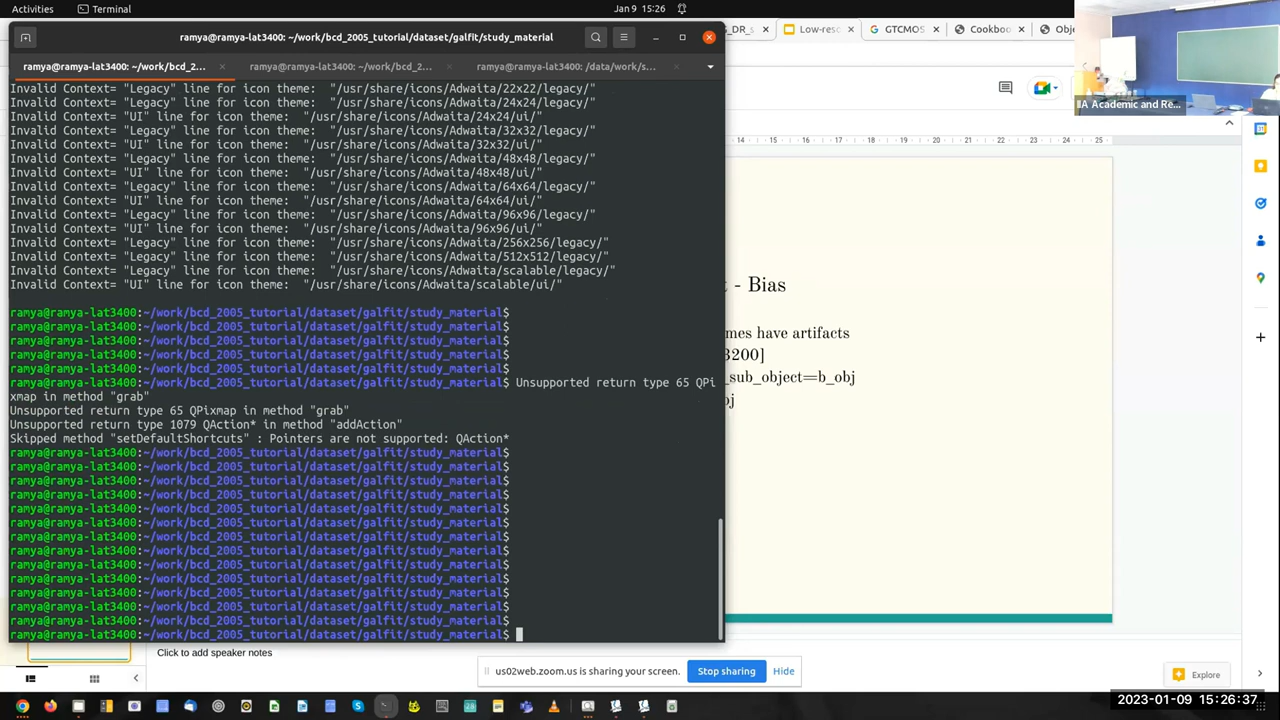 Activities
Terminal
Jan 9 15:26
ramya@ramya-lat3400: ~/work/bcd_2005_tutorial/dataset/galfit/study_material
ramya@ramya-lat3400: ~/work/bcd_2...
ramya@ramya-lat3400: ~/work/bcd_2...
ramya@ramya-lat3400: /data/work/s...
_DR_s
Low-res
GTCMOS
Cookbo
Obje
IIA Academic and Re...
14 15 16 17 18 19 20 21 22 23 24 25
Invalid Context= "Legacy" line for icon theme:  "/usr/share/icons/Adwaita/22x22/legacy/"
Invalid Context= "Legacy" line for icon theme:  "/usr/share/icons/Adwaita/24x24/legacy/"
Invalid Context= "UI" line for icon theme:  "/usr/share/icons/Adwaita/24x24/ui/"
Invalid Context= "Legacy" line for icon theme:  "/usr/share/icons/Adwaita/32x32/legacy/"
Invalid Context= "UI" line for icon theme:  "/usr/share/icons/Adwaita/32x32/ui/"
Invalid Context= "Legacy" line for icon theme:  "/usr/share/icons/Adwaita/48x48/legacy/"
Invalid Context= "UI" line for icon theme:  "/usr/share/icons/Adwaita/48x48/ui/"
Invalid Context= "Legacy" line for icon theme:  "/usr/share/icons/Adwaita/64x64/legacy/"
Invalid Context= "UI" line for icon theme:  "/usr/share/icons/Adwaita/64x64/ui/"
Invalid Context= "Legacy" line for icon theme:  "/usr/share/icons/Adwaita/96x96/legacy/"
Invalid Context= "UI" line for icon theme:  "/usr/share/icons/Adwaita/96x96/ui/"
Invalid Context= "Legacy" line for icon theme:  "/usr/share/icons/Adwaita/256x256/legacy/"
Invalid Context= "Legacy" line for icon theme:  "/usr/share/icons/Adwaita/512x512/legacy/"
Invalid Context= "Legacy" line for icon theme:  "/usr/share/icons/Adwaita/scalable/legacy/"
Invalid Context= "UI" line for icon theme:  "/usr/share/icons/Adwaita/scalable/ui/"
ramya@ramya-lat3400:~/work/bcd_2005_tutorial/dataset/galfit/study_material$
ramya@ramya-lat3400:~/work/bcd_2005_tutorial/dataset/galfit/study_material$
ramya@ramya-lat3400:~/work/bcd_2005_tutorial/dataset/galfit/study_material$
ramya@ramya-lat3400:~/work/bcd_2005_tutorial/dataset/galfit/study_material$
ramya@ramya-lat3400:~/work/bcd_2005_tutorial/dataset/galfit/study_material$
ramya@ramya-lat3400:~/work/bcd_2005_tutorial/dataset/galfit/study_material$ Unsupported return type 65 QPi
xmap in method "grab"
Unsupported return type 65 QPixmap in method "grab"
Unsupported return type 1079 QAction* in method "addAction"
Skipped method "setDefaultShortcuts" : Pointers are not supported: QAction*
ramya@ramya-lat3400:~/work/bcd_2005_tutorial/dataset/galfit/study_material$
ramya@ramya-lat3400:~/work/bcd_2005_tutorial/dataset/galfit/study_material$
ramya@ramya-lat3400:~/work/bcd_2005_tutorial/dataset/galfit/study_material$
ramya@ramya-lat3400:~/work/bcd_2005_tutorial/dataset/galfit/study_material$
ramya@ramya-lat3400:~/work/bcd_2005_tutorial/dataset/galfit/study_material$
ramya@ramya-lat3400:~/work/bcd_2005_tutorial/dataset/galfit/study_material$
ramya@ramya-lat3400:~/work/bcd_2005_tutorial/dataset/galfit/study_material$
ramya@ramya-lat3400:~/work/bcd_2005_tutorial/dataset/galfit/study_material$
ramya@ramya-lat3400:~/work/bcd_2005_tutorial/dataset/galfit/study_material$
ramya@ramya-lat3400:~/work/bcd_2005_tutorial/dataset/galfit/study_material$
ramya@ramya-lat3400:~/work/bcd_2005_tutorial/dataset/galfit/study_material$
ramya@ramya-lat3400:~/work/bcd_2005_tutorial/dataset/galfit/study_material$
ramya@ramya-lat3400:~/work/bcd_2005_tutorial/dataset/galfit/study_material$
ramya@ramya-lat3400:~/work/bcd_2005_tutorial/dataset/galfit/study_material$
- Bias
mes have artifacts
3200]
_sub_object==b_obj
obj
Click to add speaker notes
us02web.zoom.us is sharing your screen.
Stop sharing
Hide
Explore
2023-01-09 15:26:37